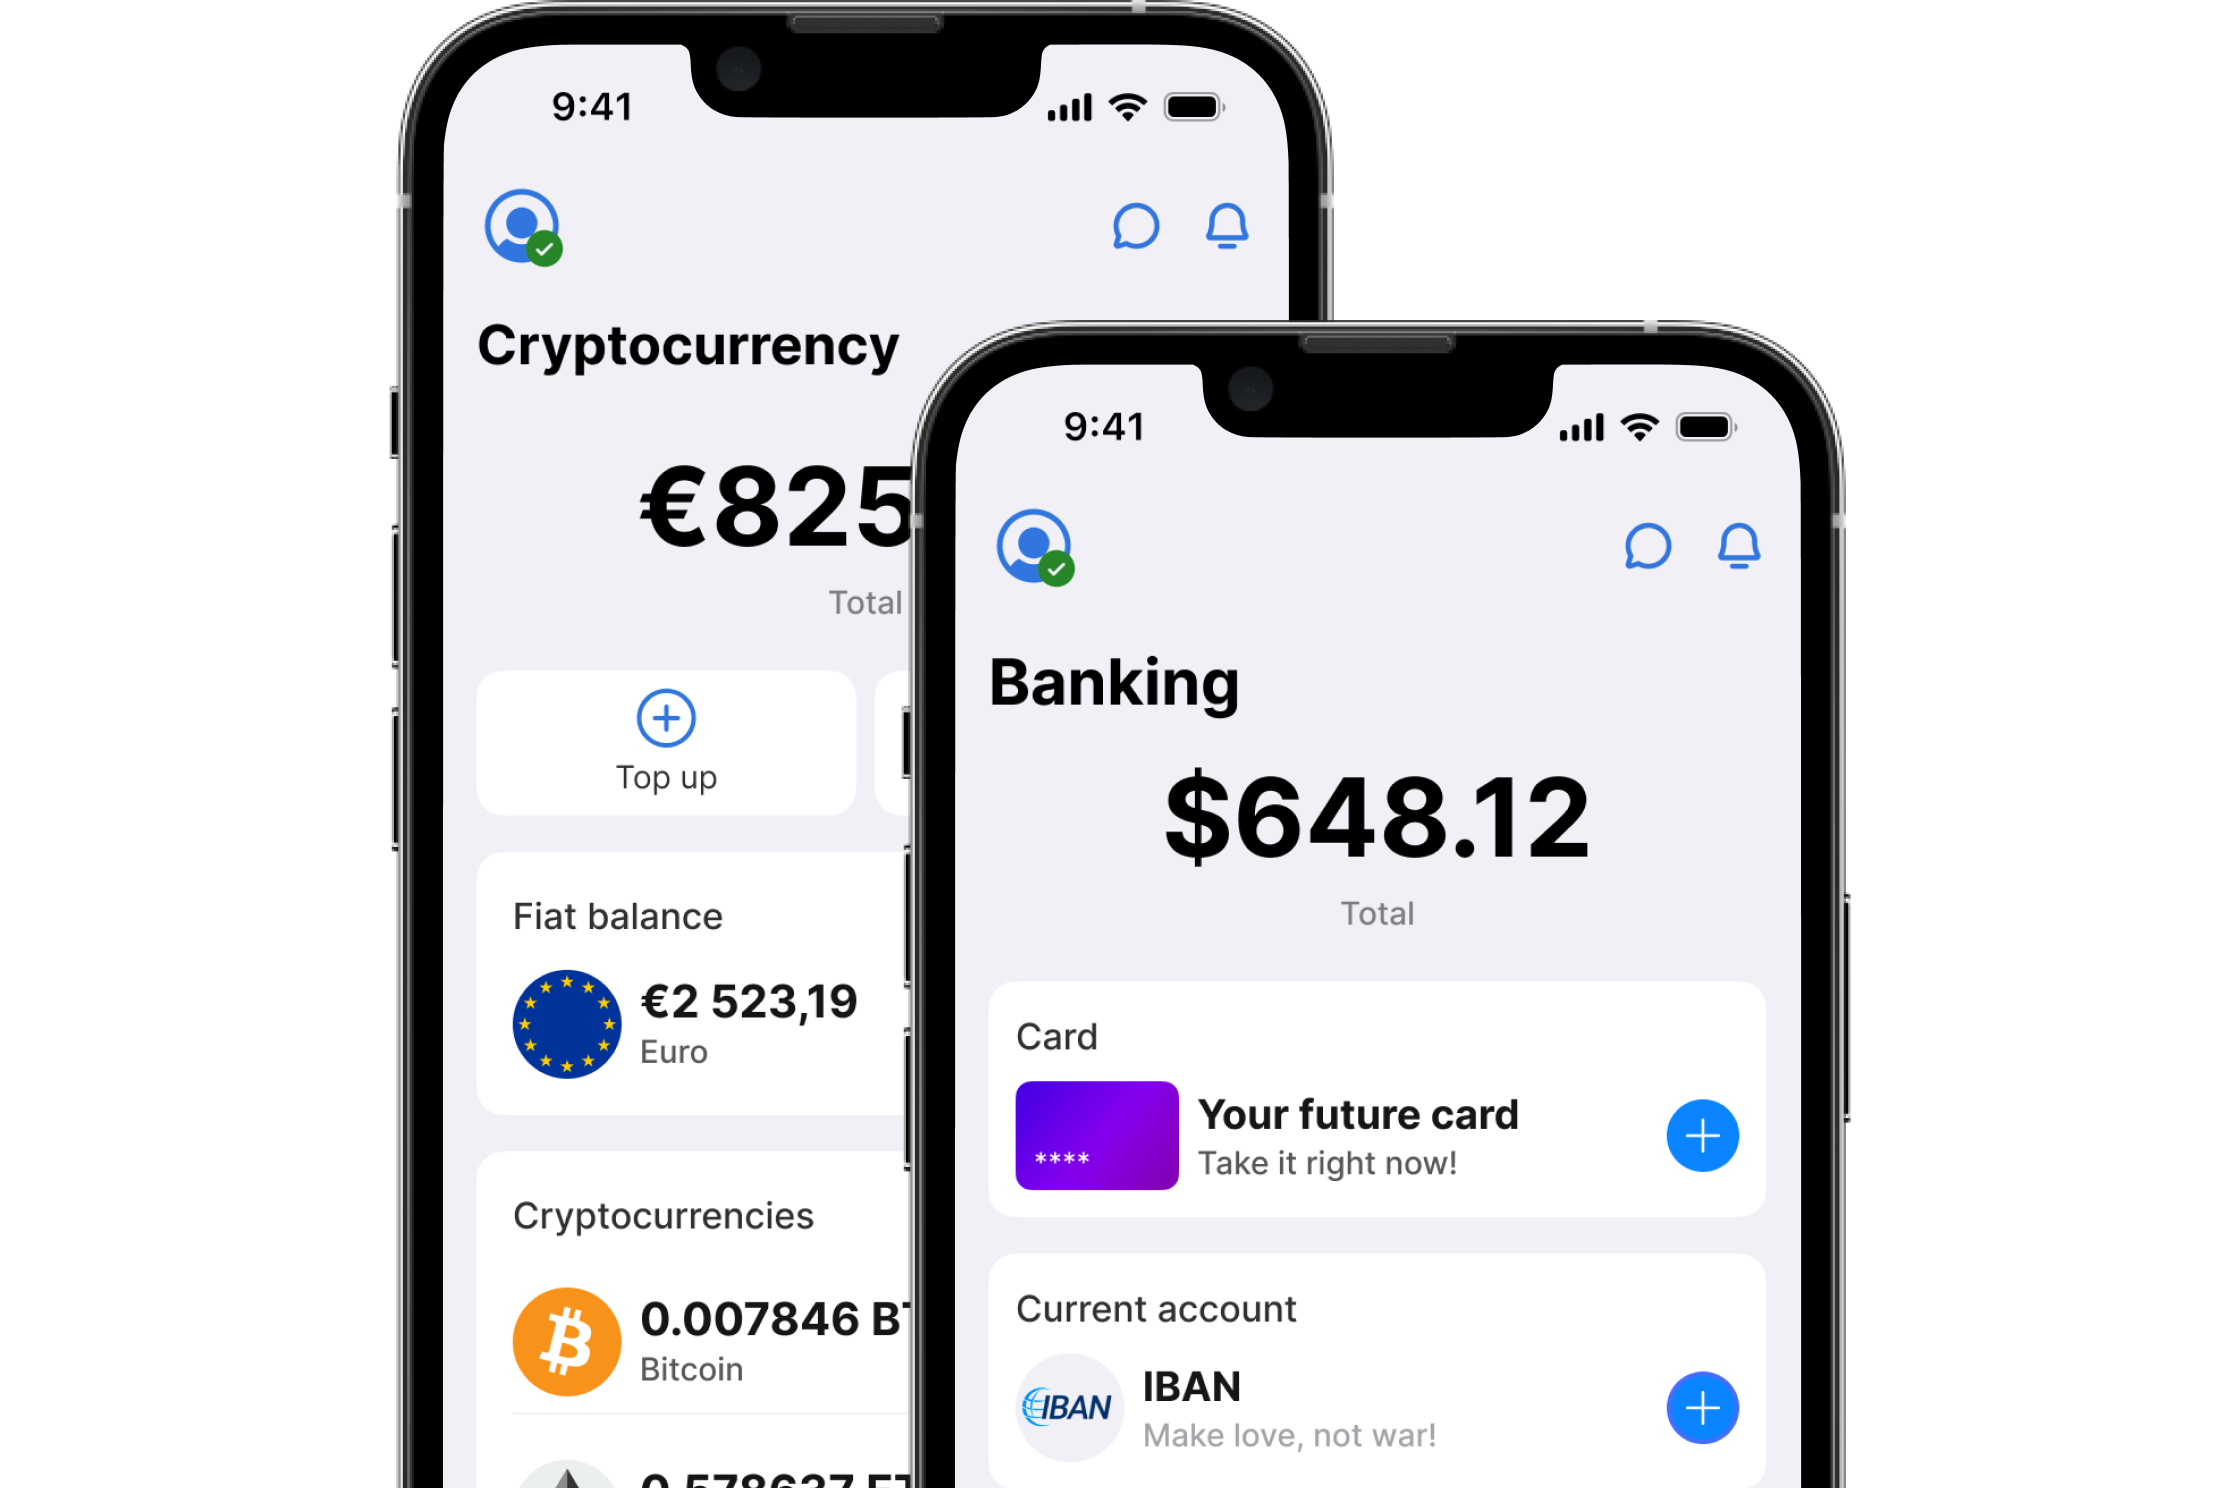 9:41
Cryptocurrency
€825
Total
Top up
Fiat balance
€2 523,19
Euro
Cryptocurrencies
0.007846
Bitcoin
0.578637
9:41
Banking
$648.12
Total
Card
****
Your future card
Take it right now!
Current account
IBAN
IBAN
Make love, not war!